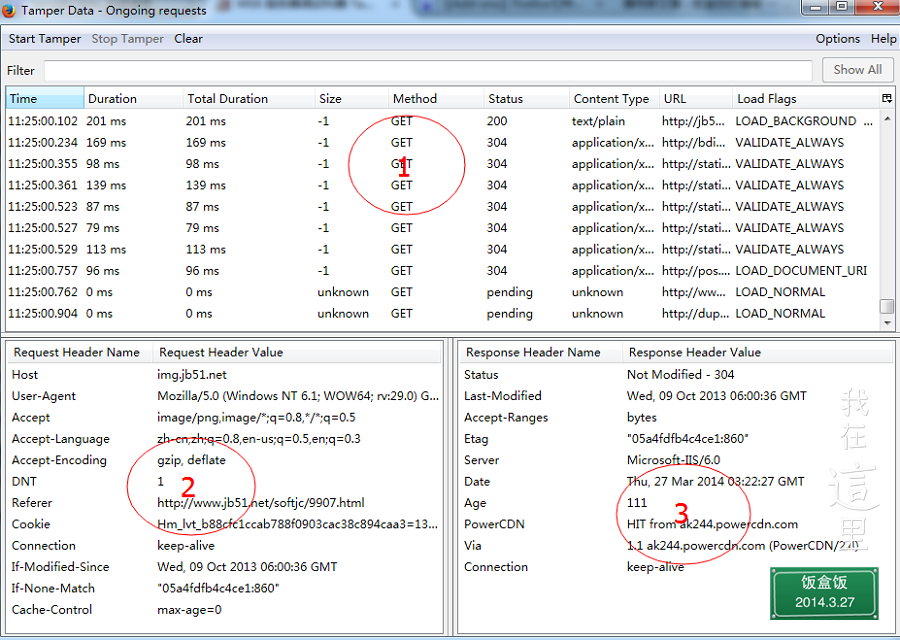 Tamper Data - Ongoing requests
Start Tamper Stop Tamper Clear Options Help
Filter Show All
Time Duration Total Duration Size Method Status Content Type URL Load Flags
11:25:00.102 201 ms 201 ms -1 GET 200 text/plain http://jb5... LOAD_BACKGROUND ...
11:25:00.234 169 ms 169 ms -1 GET 304 application/x... http://bdi... VALIDATE_ALWAYS
11:25:00.355 98 ms 98 ms -1 GET 304 application/x... http://stati... VALIDATE_ALWAYS
11:25:00.361 139 ms 139 ms -1 GET 304 application/x... http://stati... VALIDATE_ALWAYS
11:25:00.523 87 ms 87 ms -1 GET 304 application/x... http://stati... VALIDATE_ALWAYS
11:25:00.527 79 ms 79 ms -1 GET 304 application/x... http://stati... VALIDATE_ALWAYS
11:25:00.529 113 ms 113 ms -1 GET 304 application/x... http://stati... VALIDATE_ALWAYS
11:25:00.757 96 ms 96 ms -1 GET 304 application/x... http://pos... LOAD_DOCUMENT_URI
11:25:00.762 0 ms 0 ms unknown GET pending unknown http://ww... LOAD_NORMAL
11:25:00.904 0 ms 0 ms unknown GET pending unknown http://dup... LOAD_NORMAL
1
Request Header Name Request Header Value
Host img.jb51.net
User-Agent Mozilla/5.0 (Windows NT 6.1; WOW64; rv:29.0) G...
Accept image/png,image/*;q=0.8,*/*;q=0.5
Accept-Language zh-cn,zh;q=0.8,en-us;q=0.5,en;q=0.3
Accept-Encoding gzip, deflate
DNT 1
2
Referer http://www.jb51.net/softjc/9907.html
Cookie Hm_lvt_b88cfc1ccab788f0903cac38c894caa3=13...
Connection keep-alive
If-Modified-Since Wed, 09 Oct 2013 06:00:36 GMT
If-None-Match "05a4fdfb4c4ce1:860"
Cache-Control max-age=0
Response Header Name Response Header Value
Status Not Modified - 304
Last-Modified Wed, 09 Oct 2013 06:00:36 GMT
Accept-Ranges bytes
Etag "05a4fdfb4c4ce1:860"
Server Microsoft-IIS/6.0
Date Thu, 27 Mar 2014 03:22:27 GMT
Age 111
3
PowerCDN HIT from ak244.powercdn.com
Via 1.1 ak244.powercdn.com (PowerCDN/2.0)
Connection keep-alive
我
在
這
里
饭盒饭
2014.3.27